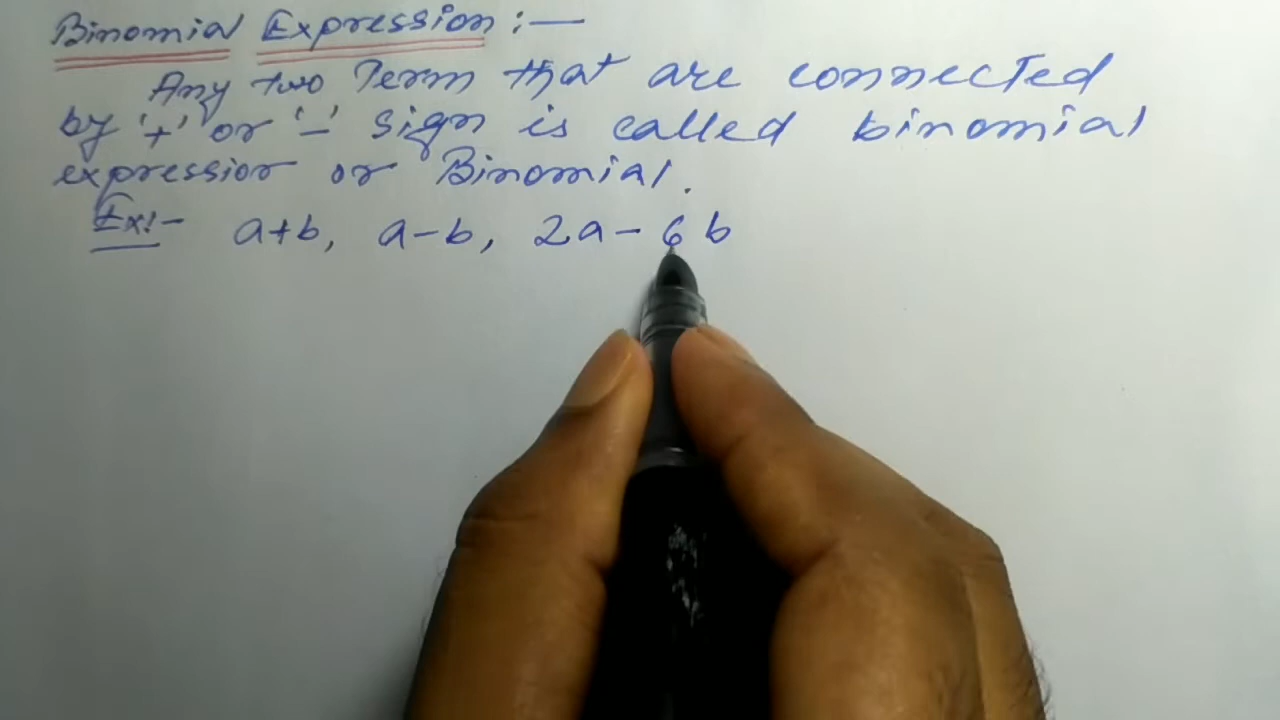 Binomial Expression :—
Any two Term that are connected
by '+' or '-' sign is called binomial
expression or Binomial.
Ex:- a+b, a-b, 2a-6b